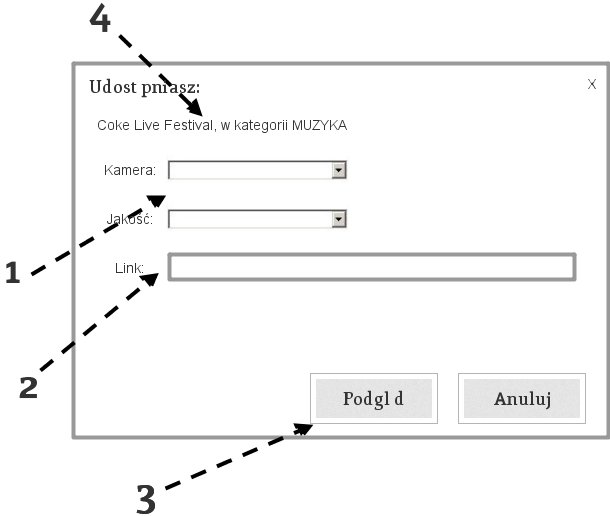 4
Udost pniasz:
X
Coke Live Festival, w kategorii MUZYKA
Kamera:
Jakość:
1
Link:
2
Podgl d
Anuluj
3